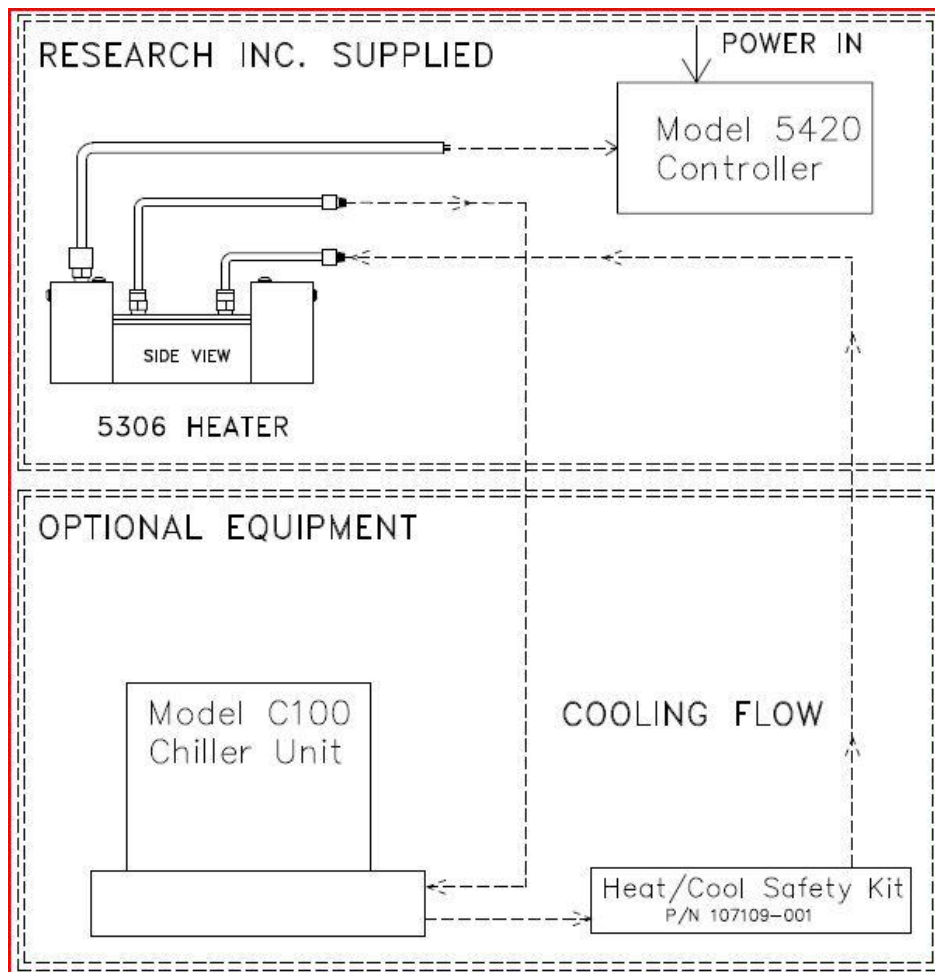 RESEARCH INC. SUPPLIED
POWER IN
Model 5420
Controller
SIDE VIEW
5306 HEATER
OPTIONAL EQUIPMENT
Model C100
Chiller Unit
COOLING FLOW
Heat/Cool Safety Kit
P/N 107109-001